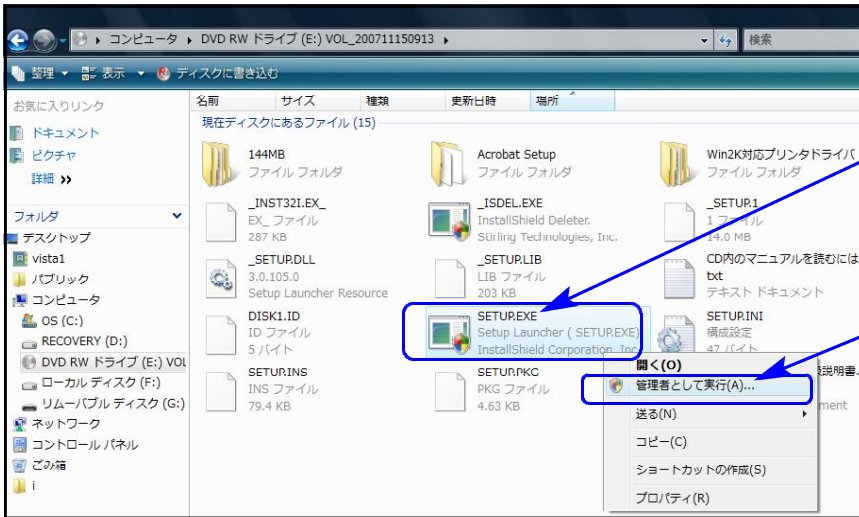 コンピュータ ▸ DVD RW ドライブ (E:) VOL_200711150913 ▸
検索
整理 表示 ディスクに書き込む
お気に入りリンク
ドキュメント
ピクチャ
詳細 »
フォルダ
デスクトップ
vista1
パブリック
コンピュータ
OS (C:)
RECOVERY (D:)
DVD RW ドライブ (E:) VOL
ローカル ディスク (F:)
リムーバブル ディスク (G:)
ネットワーク
コントロール パネル
ごみ箱
i
名前 サイズ 種類 更新日時 場所
現在ディスクにあるファイル (15)
144MB
ファイル フォルダ
Acrobat Setup
ファイル フォルダ
Win2K対応プリンタドライバ
ファイル フォルダ
_INST32I.EX_
EX_ ファイル
287 KB
_ISDEL.EXE
InstallShield Deleter.
Stirling Technologies, Inc.
_SETUP.1
1 ファイル
14.0 MB
_SETUP.DLL
3.0.105.0
Setup Launcher Resource
_SETUP.LIB
LIB ファイル
203 KB
CD内のマニュアルを読むには
txt
テキスト ドキュメント
DISK1.ID
ID ファイル
5 バイト
SETUP.EXE
Setup Launcher ( SETUP.EXE)
InstallShield Corporation, Inc
SETUP.INI
構成設定
47 バイト
SETUP.INS
INS ファイル
79.4 KB
SETUP.PKC
PKG ファイル
4.63 KB
説明書.
ment
開く(O)
管理者として実行(A)...
送る(N)
コピー(C)
ショートカットの作成(S)
プロパティ(R)